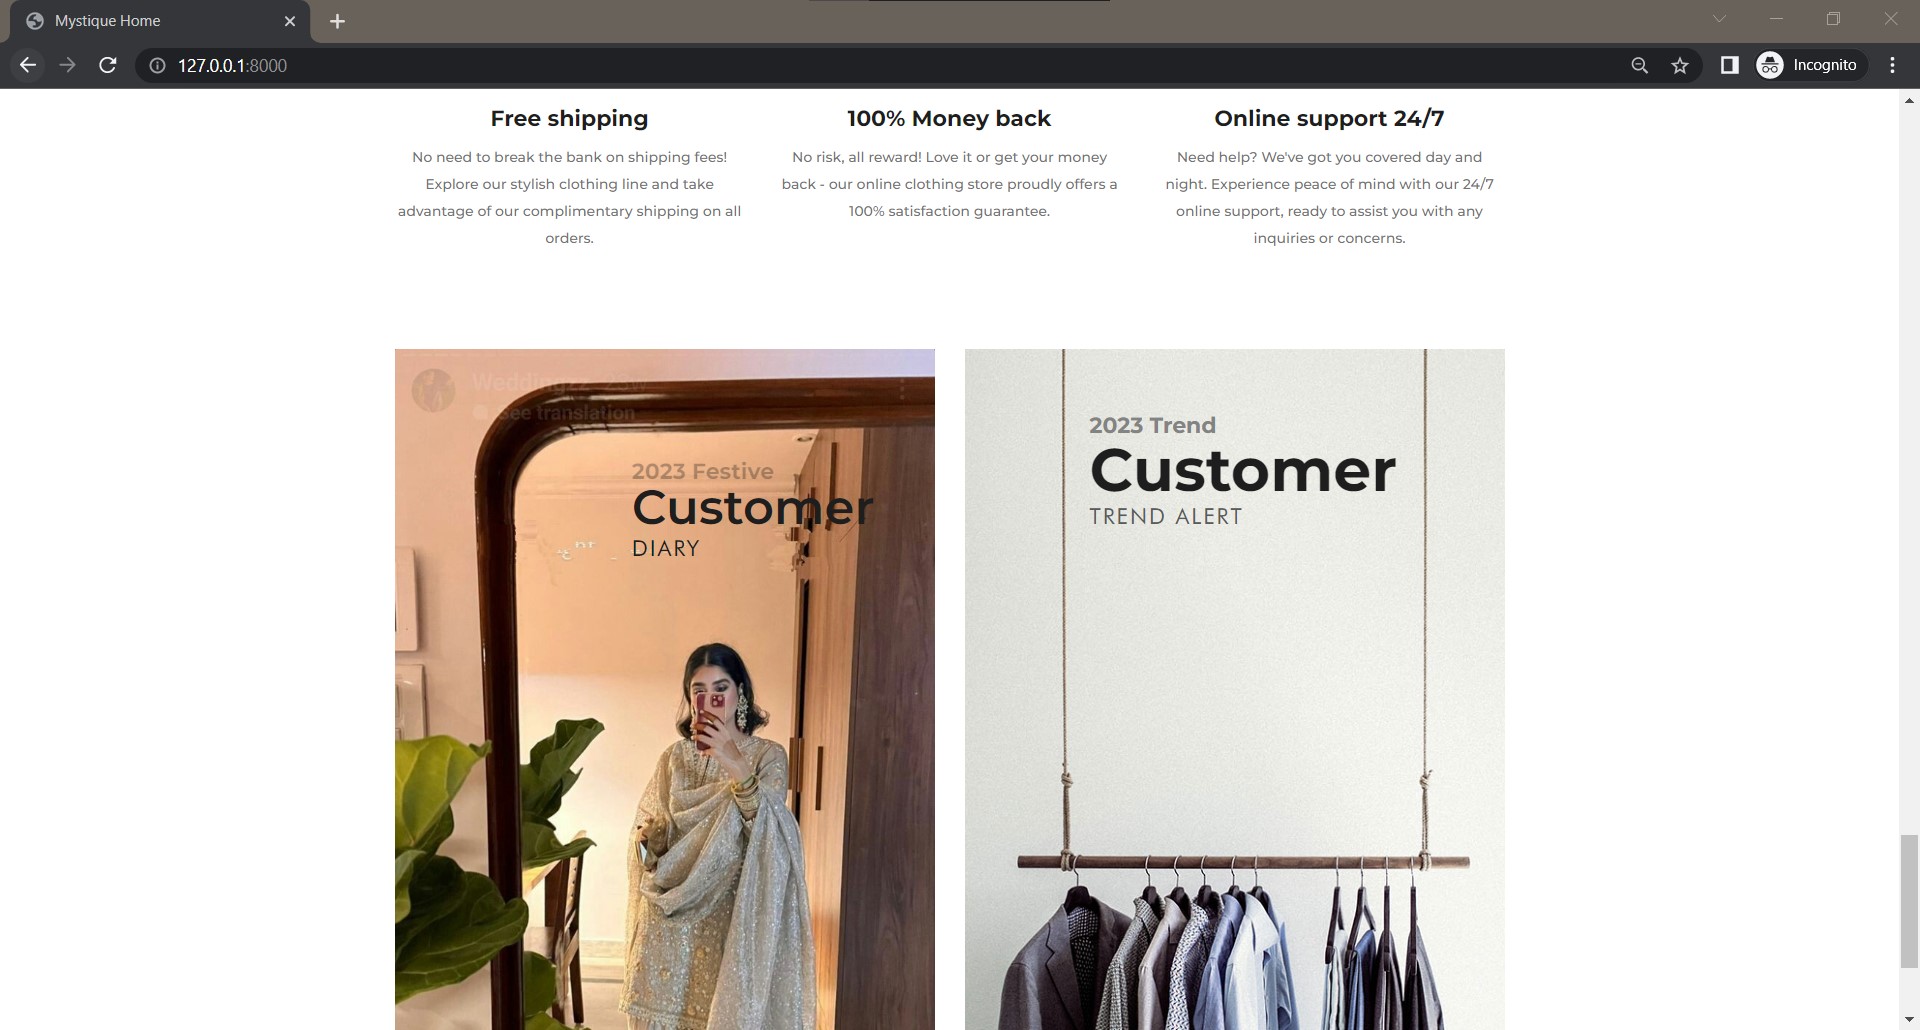 Mystique Home
127.0.0.1:8000
Incognito
Free shipping
No need to break the bank on shipping fees!
Explore our stylish clothing line and take
advantage of our complimentary shipping on all
orders.
100% Money back
No risk, all reward! Love it or get your money
back - our online clothing store proudly offers a
100% satisfaction guarantee.
Online support 24/7
Need help? We've got you covered day and
night. Experience peace of mind with our 24/7
online support, ready to assist you with any
inquiries or concerns.
See translation
2023 Festive
Customer
DIARY
2023 Trend
Customer
TREND ALERT